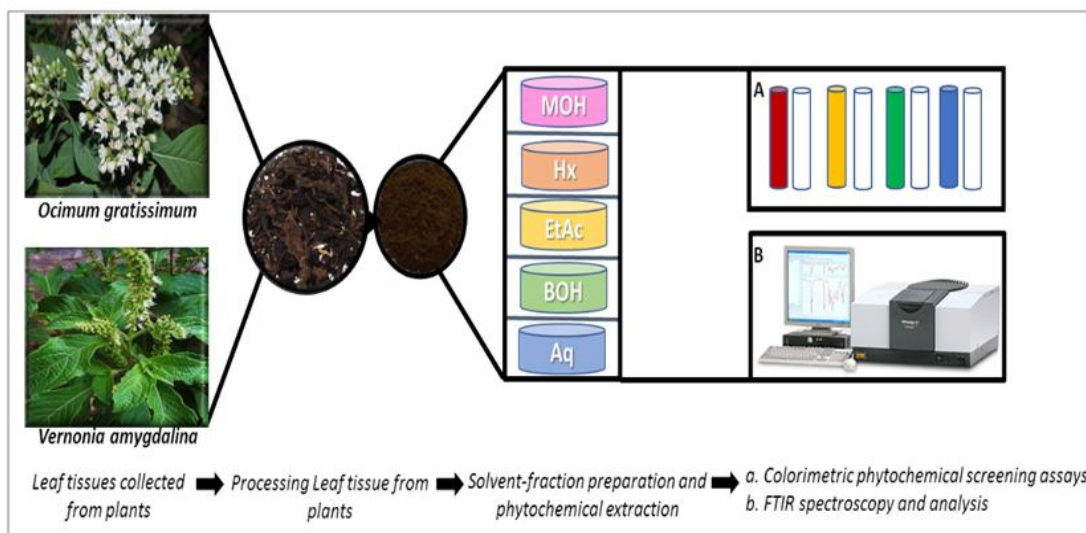 Ocimum gratissimum
Vernonia amygdalina
MOH
Hx
EtAc
BOH
Aq
A
B
Leaf tissues collected
from plants
Processing Leaf tissue from
plants
Solvent-fraction preparation and
phytochemical extraction
a. Colorimetric phytochemical screening assays
b. FTIR spectroscopy and analysis